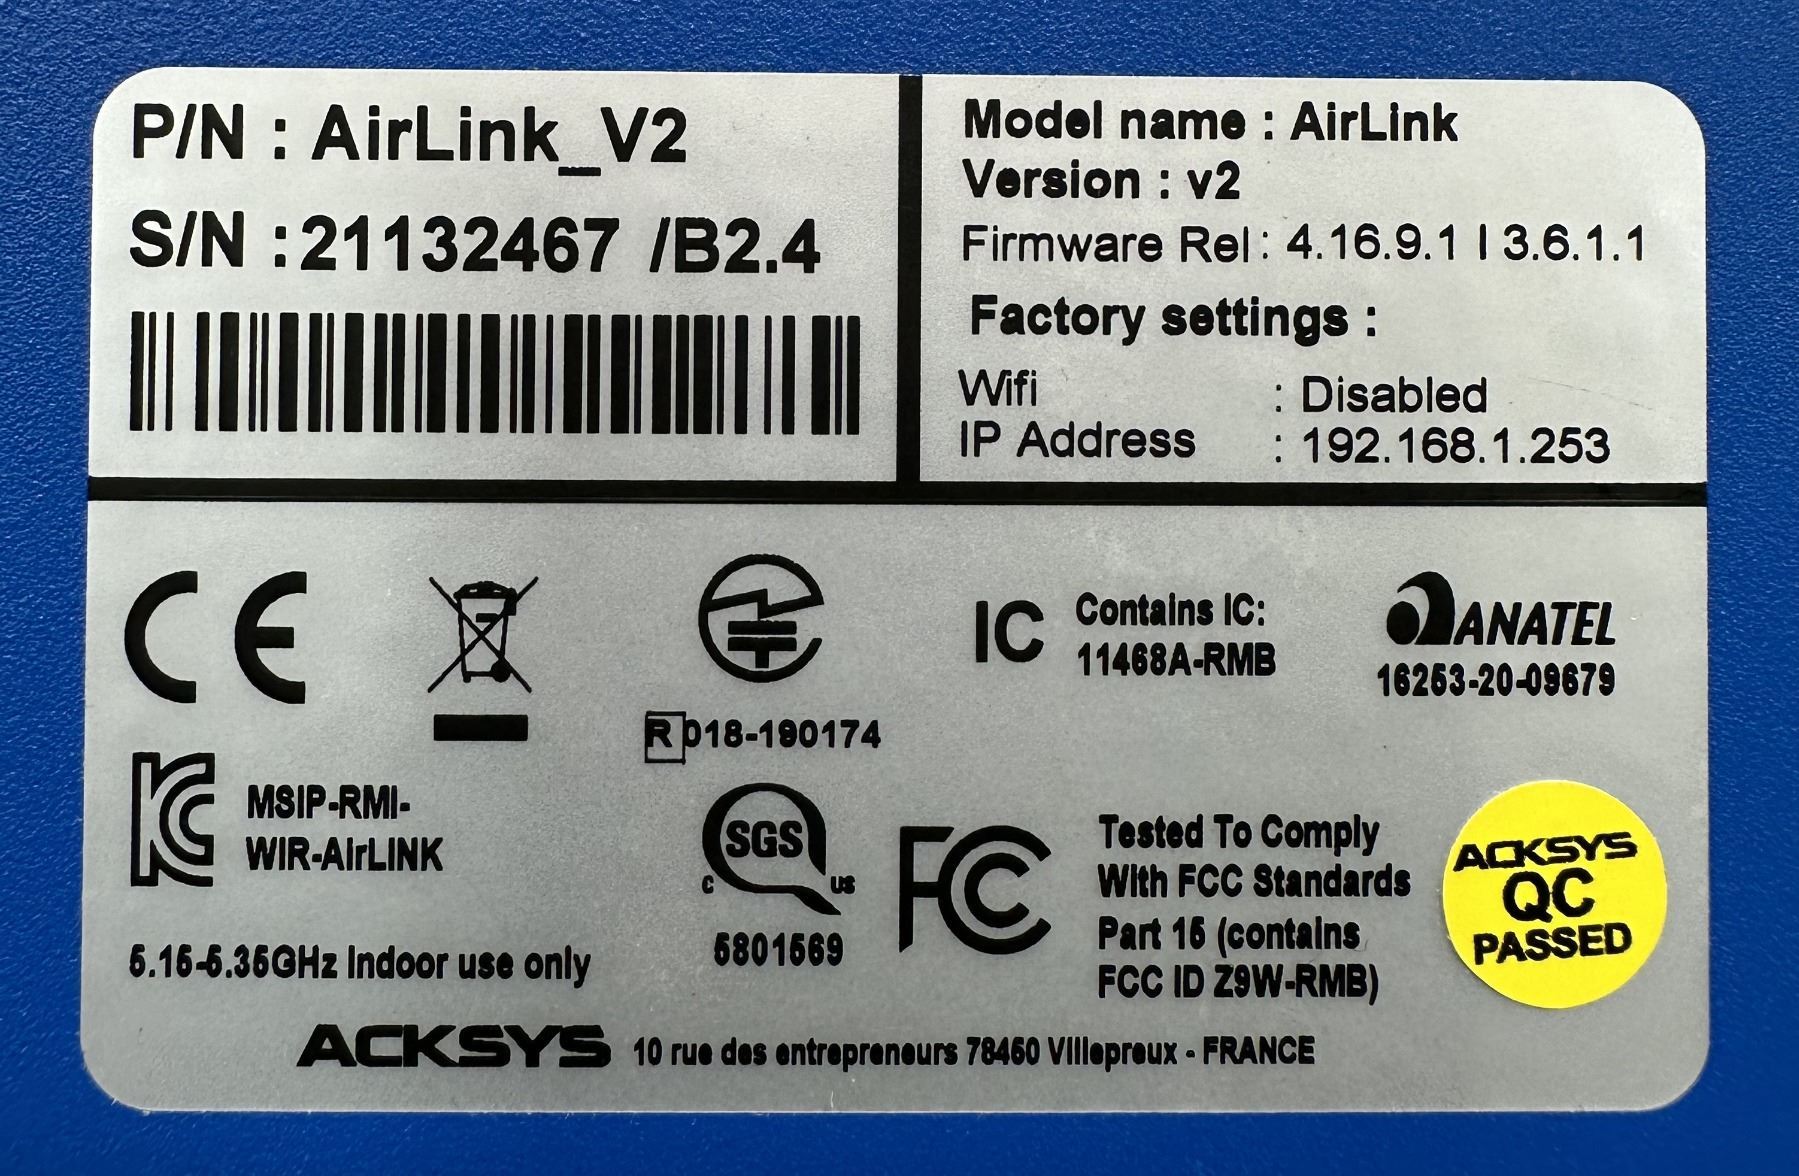 P/N : AirLink_V2
S/N :21132467 /B2.4
Model name : AirLink
Version : v2
Firmware Rel : 4.16.9.1 I 3.6.1.1
Factory settings :
Wifi : Disabled
IP Address : 192.168.1.253
CE
R 018-190174
IC
Contains IC:
11468A-RMB
ANATEL
16253-20-09679
KC
MSIP-RMI-
WIR-AirLINK
SGS
C US
5801569
FC
Tested To Comply
With FCC Standards
Part 15 (contains
FCC ID Z9W-RMB)
ACKSYS
QC
PASSED
5.15-5.35GHz Indoor use only
ACKSYS 10 rue des entrepreneurs 78450 Villepreux - FRANCE